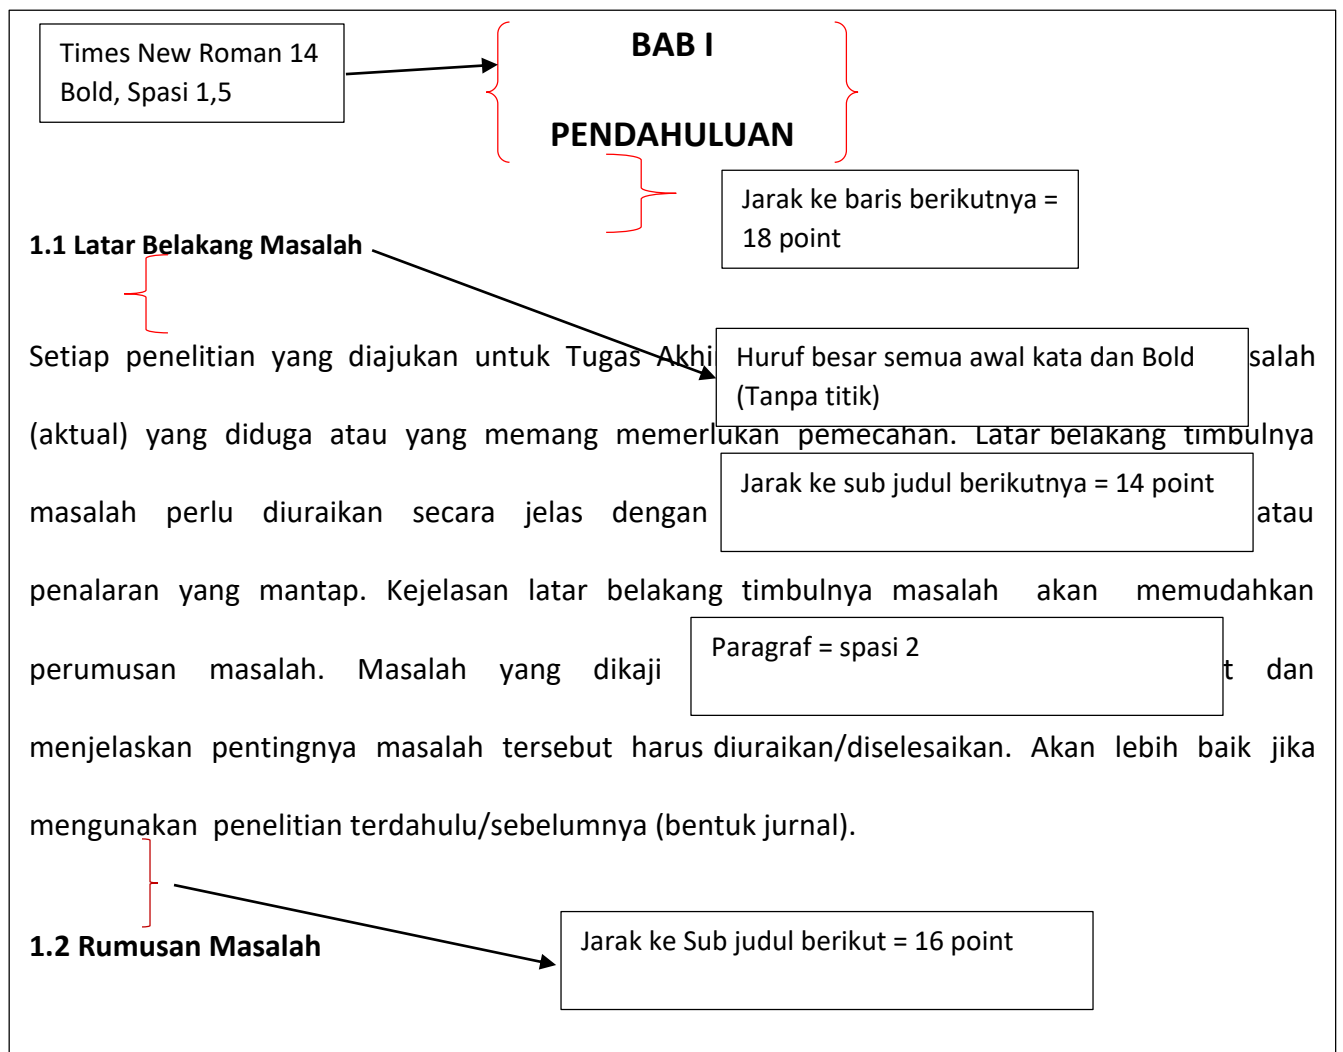 Times New Roman 14
Bold, Spasi 1,5
BAB I
PENDAHULUAN
Jarak ke baris berikutnya =
18 point
1.1 Latar Belakang Masalah
Setiap penelitian yang diajukan untuk Tugas salah
Huruf besar semua awal kata dan Bold
(Tanpa titik)
(aktual) yang diduga atau yang memang memerlukan pemecahan. Latar belakang timbulnya
Jarak ke sub judul berikutnya = 14 point
masalah perlu diuraikan secara jelas dengan atau
penalaran yang mantap. Kejelasan latar belakang timbulnya masalah akan memudahkan
Paragraf = spasi 2
perumusan masalah. Masalah yang dikaji t dan
menjelaskan pentingnya masalah tersebut harus diuraikan/diselesaikan. Akan lebih baik jika
mengunakan penelitian terdahulu/sebelumnya (bentuk jurnal).
1.2 Rumusan Masalah
Jarak ke Sub judul berikut = 16 point